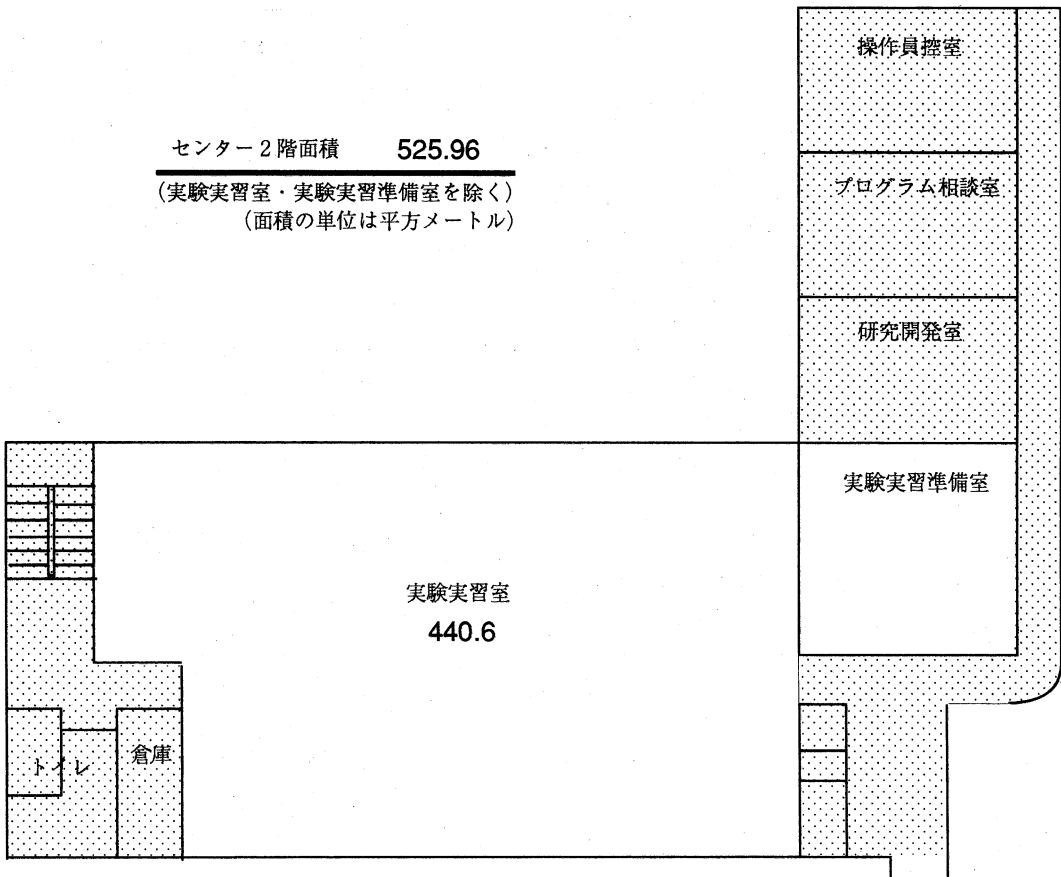 操作員控室
センター2階面積 525.96
(実験実習室・実験実習準備室を除く)
(面積の単位は平方メートル)
プログラム相談室
研究開発室
実験実習準備室
実験実習室
440.6
トイレ
倉庫